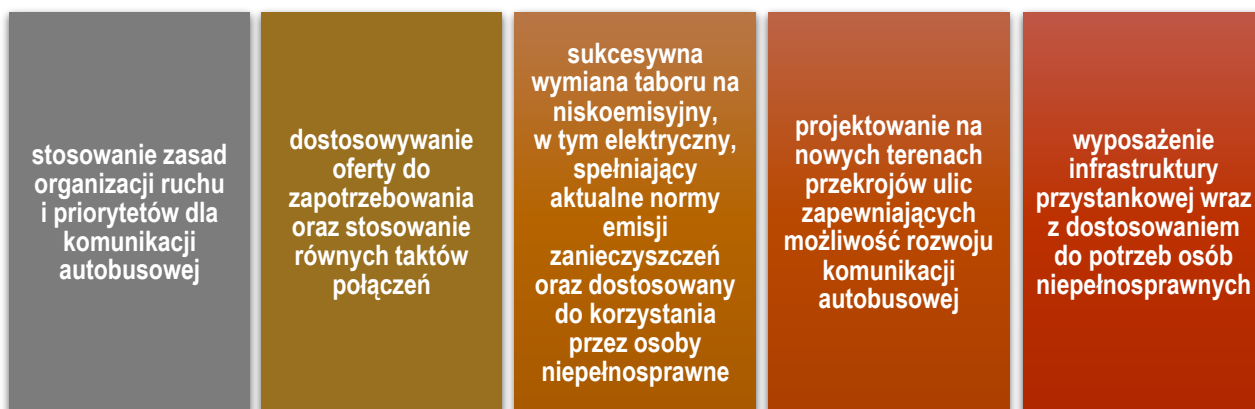 stosowanie zasad
organizacji ruchu
i priorytetów dla
komunikacji
autobusowej
dostosowywanie
oferty do
zapotrzebowania
oraz stosowanie
równych taktów
połączeń
sukcesywna
wymiana taboru na
niskoemisyjny,
w tym elektryczny,
spełniający
aktualne normy
emisji
zanieczyszczeń
oraz dostosowany
do korzystania
przez osoby
niepełnosprawne
projektowanie na
nowych terenach
przekrojów ulic
zapewniających
możliwość rozwoju
komunikacji
autobusowej
wyposażenie
infrastruktury
przystankowej wraz
z dostosowaniem
do potrzeb osób
niepełnosprawnych